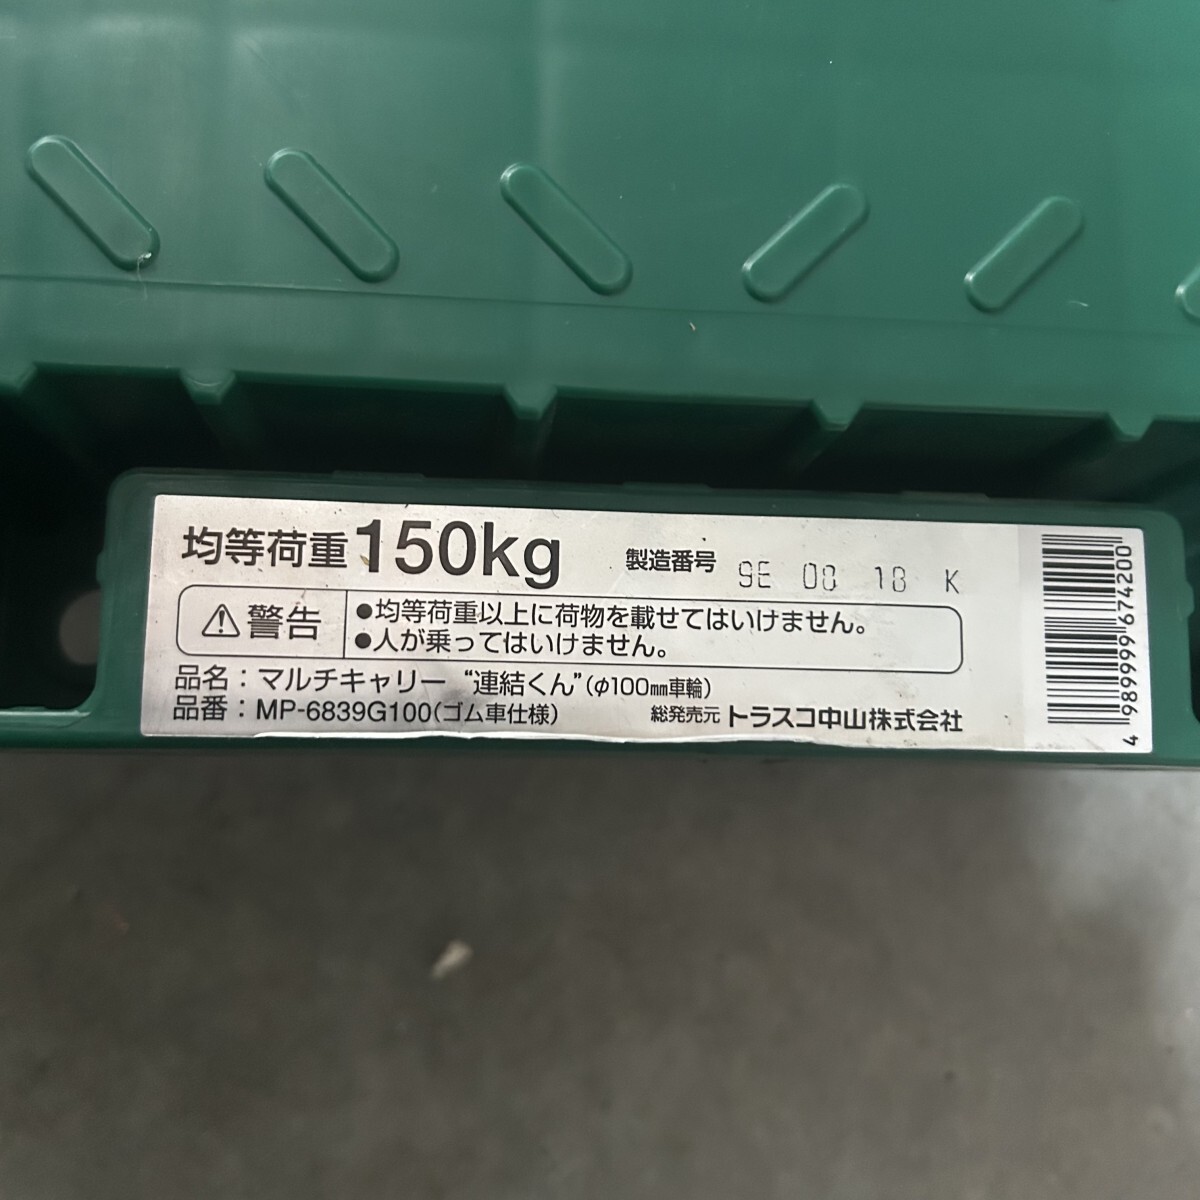 均等荷重150kg 製造番号 9E 08 18 K
⚠警告 ●均等荷重以上に荷物を載せてはいけません。
●人が乗ってはいけません。
品名：マルチキャリー “連結くん”(φ100㎜車輪)
品番：MP-6839G100(ゴム車仕様) 総発売元 トラスコ中山株式会社
4 989999 674200